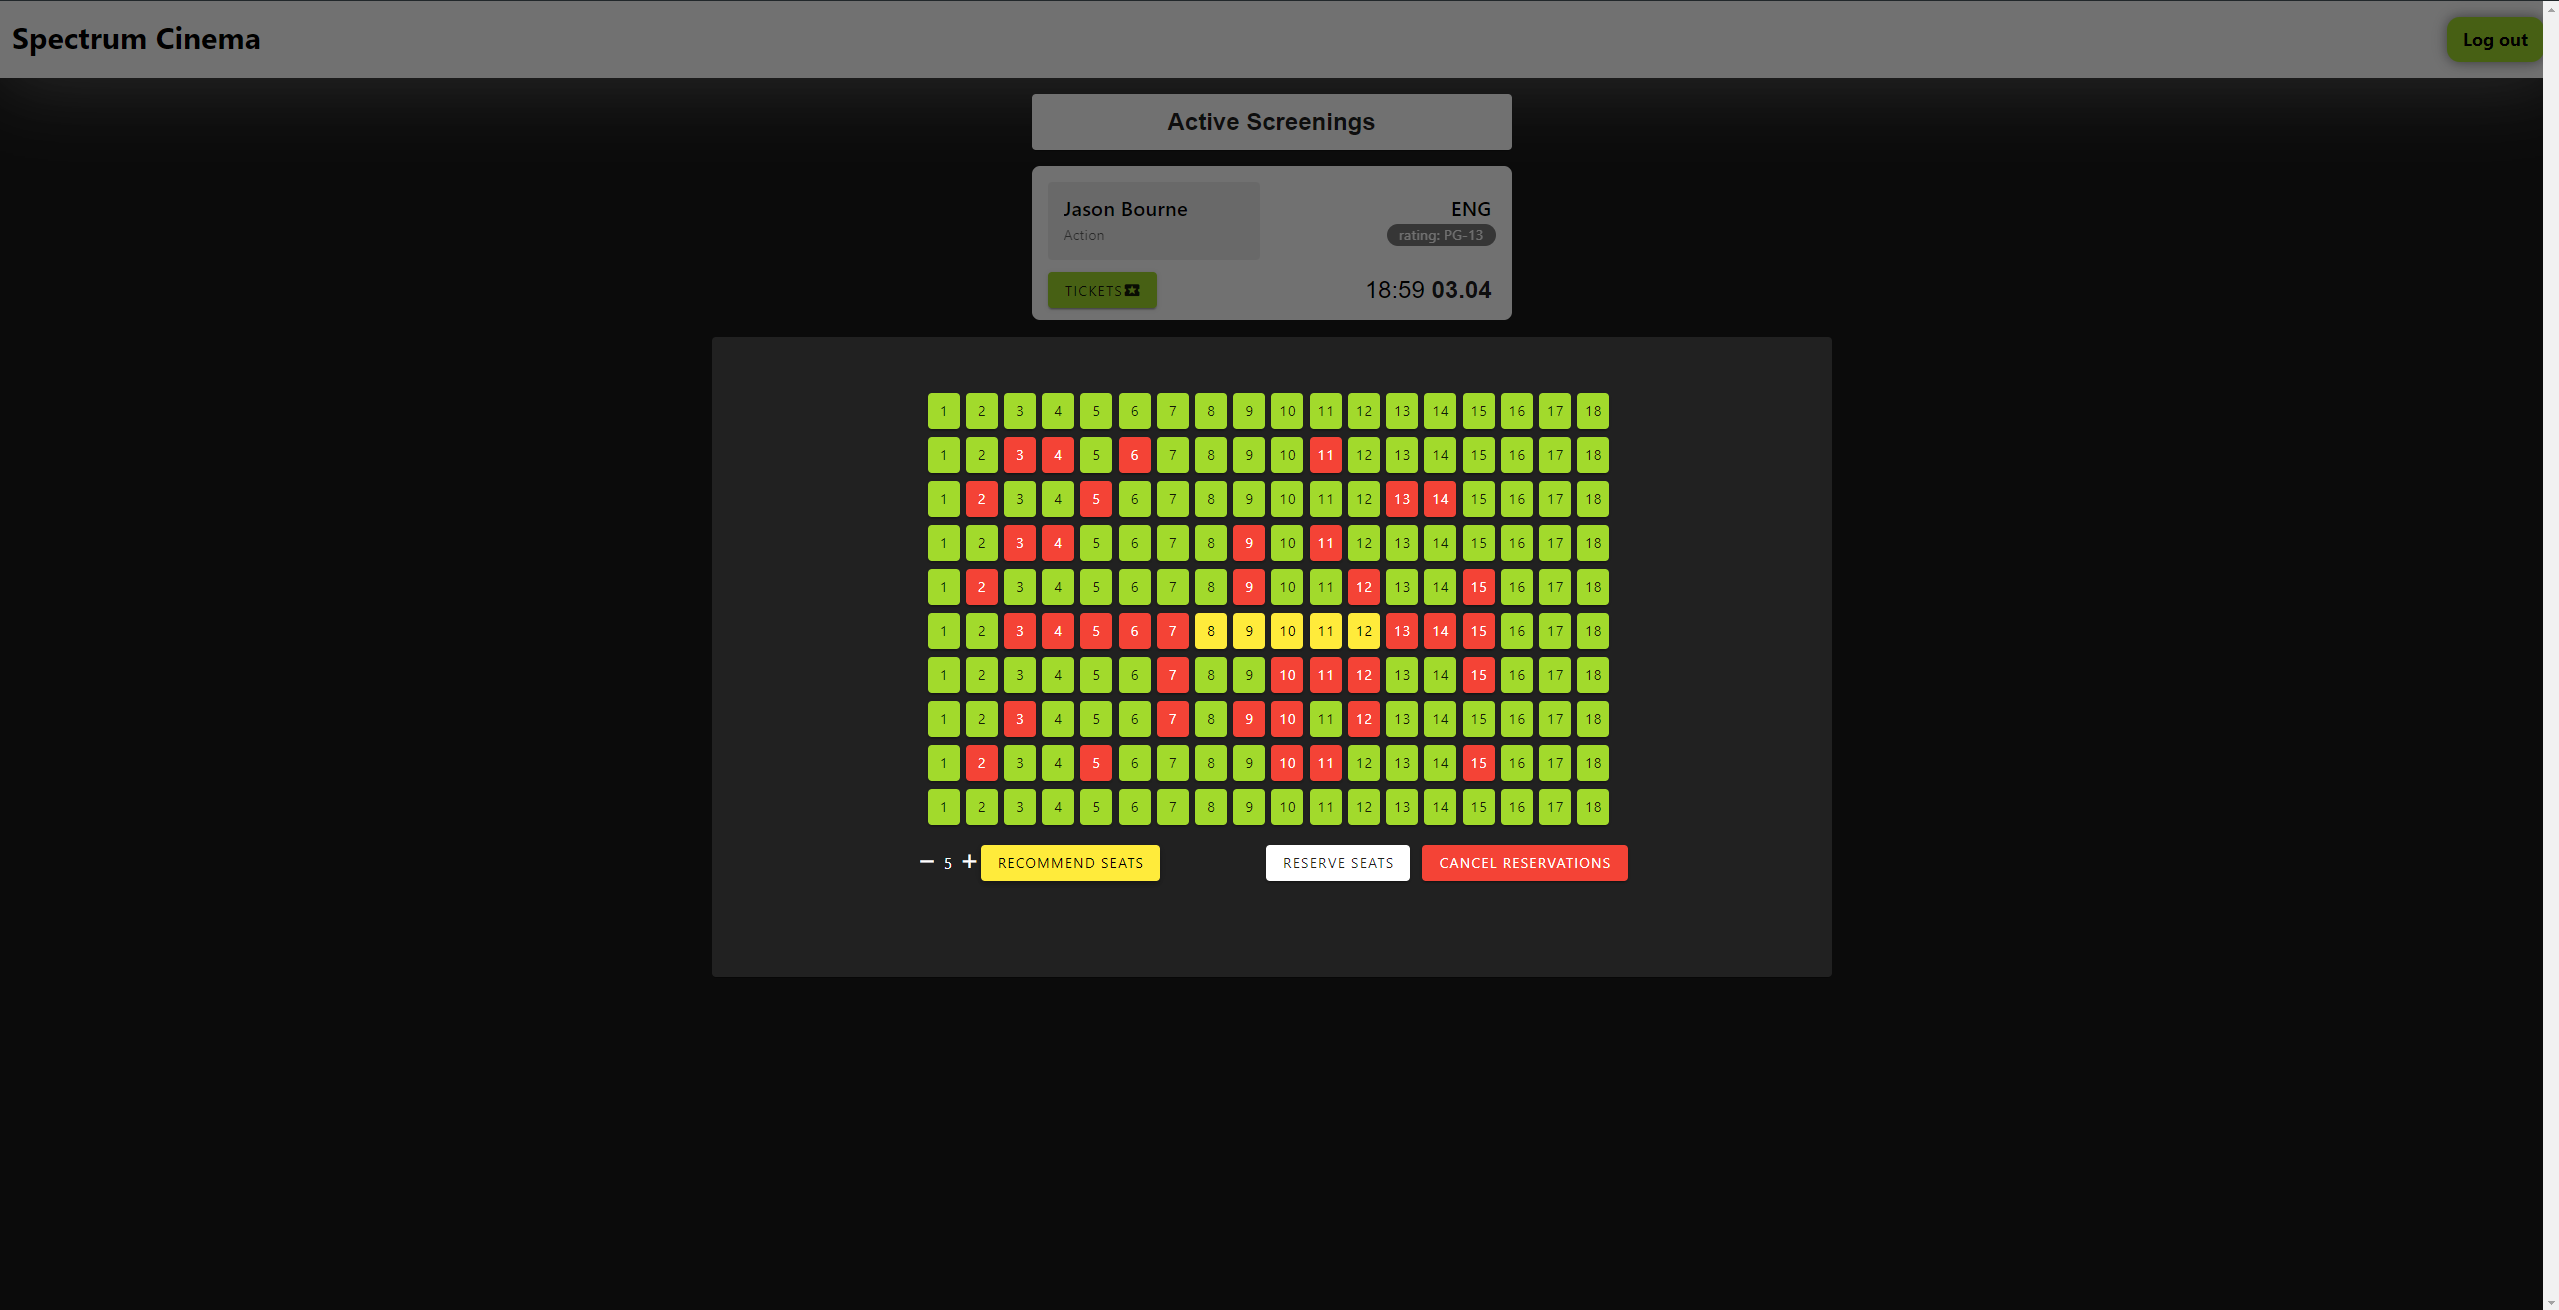 Spectrum Cinema Log out
Active Screenings
Jason Bourne ENG
Action rating: PG-13
TICKETS 18:59 03.04
1 2 3 4 5 6 7 8 9 10 11 12 13 14 15 16 17 18
1 2 3 4 5 6 7 8 9 10 11 12 13 14 15 16 17 18
1 2 3 4 5 6 7 8 9 10 11 12 13 14 15 16 17 18
1 2 3 4 5 6 7 8 9 10 11 12 13 14 15 16 17 18
1 2 3 4 5 6 7 8 9 10 11 12 13 14 15 16 17 18
1 2 3 4 5 6 7 8 9 10 11 12 13 14 15 16 17 18
1 2 3 4 5 6 7 8 9 10 11 12 13 14 15 16 17 18
1 2 3 4 5 6 7 8 9 10 11 12 13 14 15 16 17 18
1 2 3 4 5 6 7 8 9 10 11 12 13 14 15 16 17 18
1 2 3 4 5 6 7 8 9 10 11 12 13 14 15 16 17 18
− 5 + RECOMMEND SEATS RESERVE SEATS CANCEL RESERVATIONS